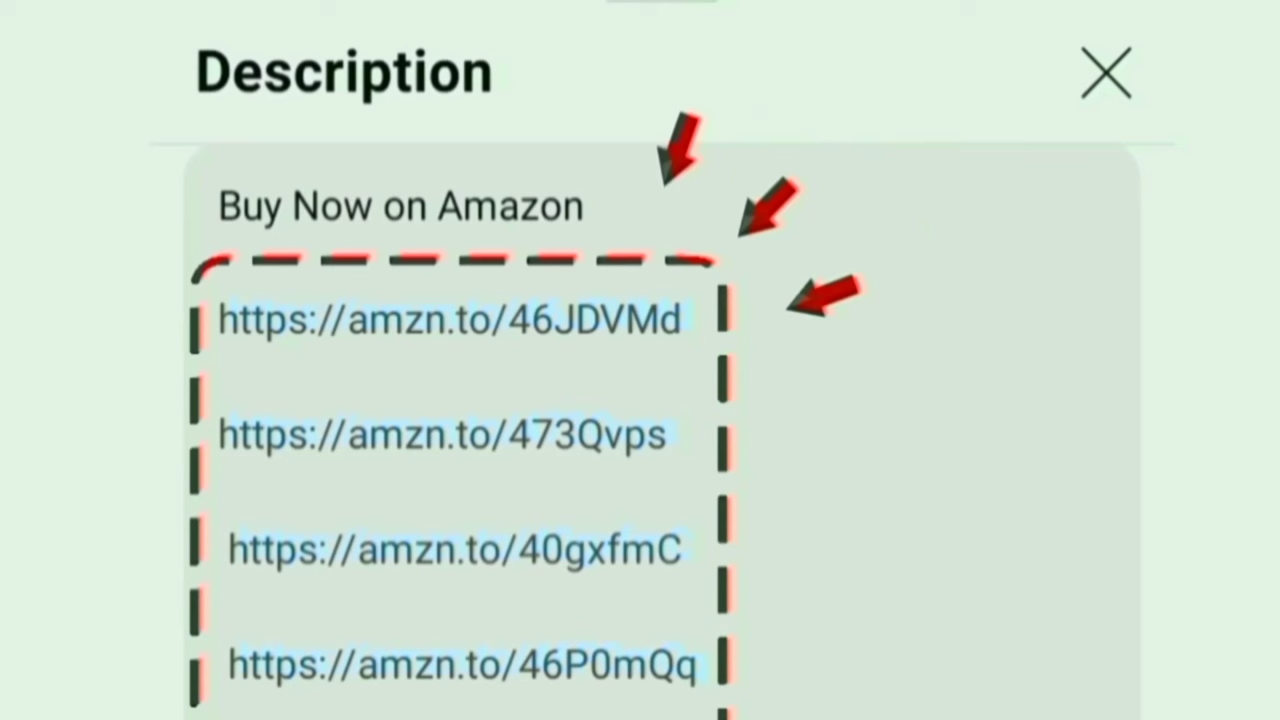 Description
Buy Now on Amazon
https://amzn.to/46JDVMd
https://amzn.to/473Qvps
https://amzn.to/40gxfmC
https://amzn.to/46P0mQq